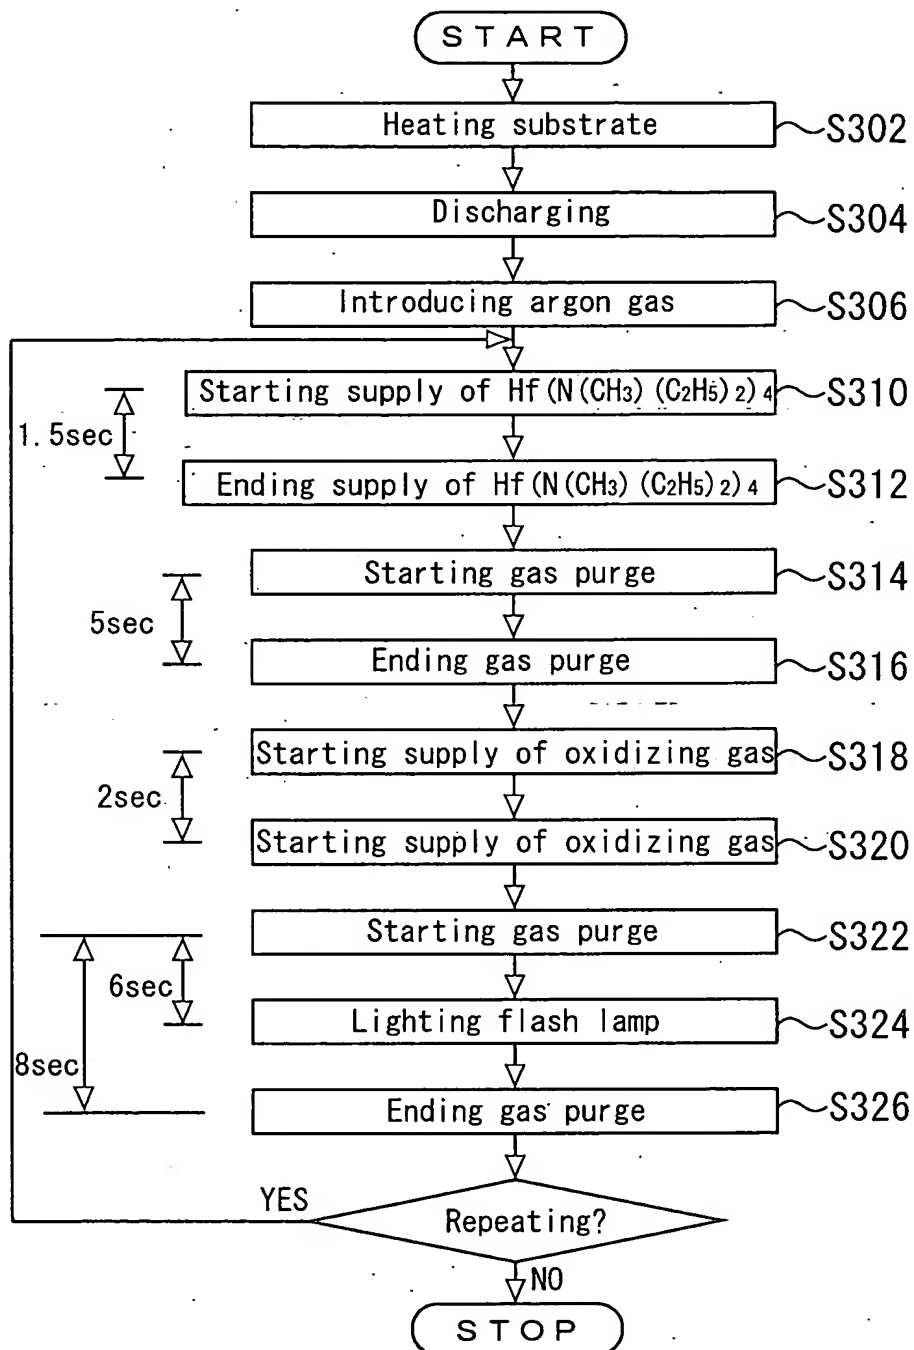 START
Heating substrate
S302
Discharging
S304
Introducing argon gas
S306
Starting supply of Hf(N(CH3)(C2H5)2)4
S310
1.5sec
Ending supply of Hf(N(CH3)(C2H5)2)4
S312
Starting gas purge
S314
5sec
Ending gas purge
S316
Starting supply of oxidizing gas
S318
2sec
Starting supply of oxidizing gas
S320
Starting gas purge
S322
6sec
Lighting flash lamp
S324
8sec
Ending gas purge
S326
YES
Repeating?
NO
STOP